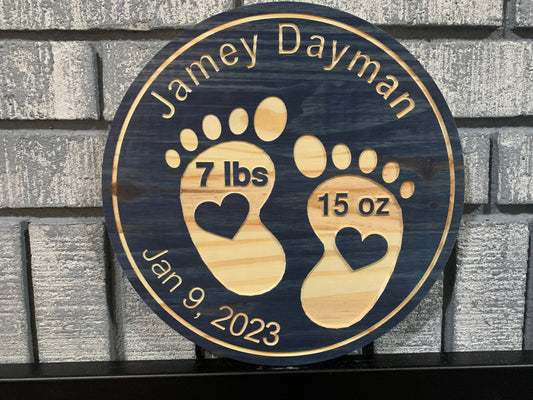 Jamey Dayman
7 lbs
15 oz
Jan 9, 2023